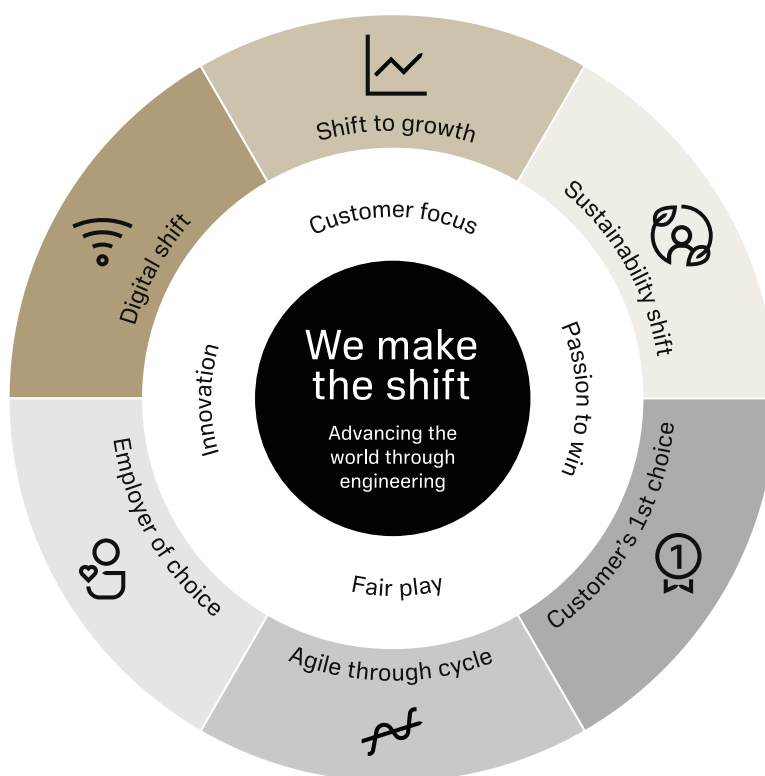 Shift to growth
Sustainability shift
Customer's 1st choice
Agile through cycle
Employer of choice
Digital shift
Customer focus
Passion to win
Fair play
Innovation
We make
the shift
Advancing the
world through
engineering
1